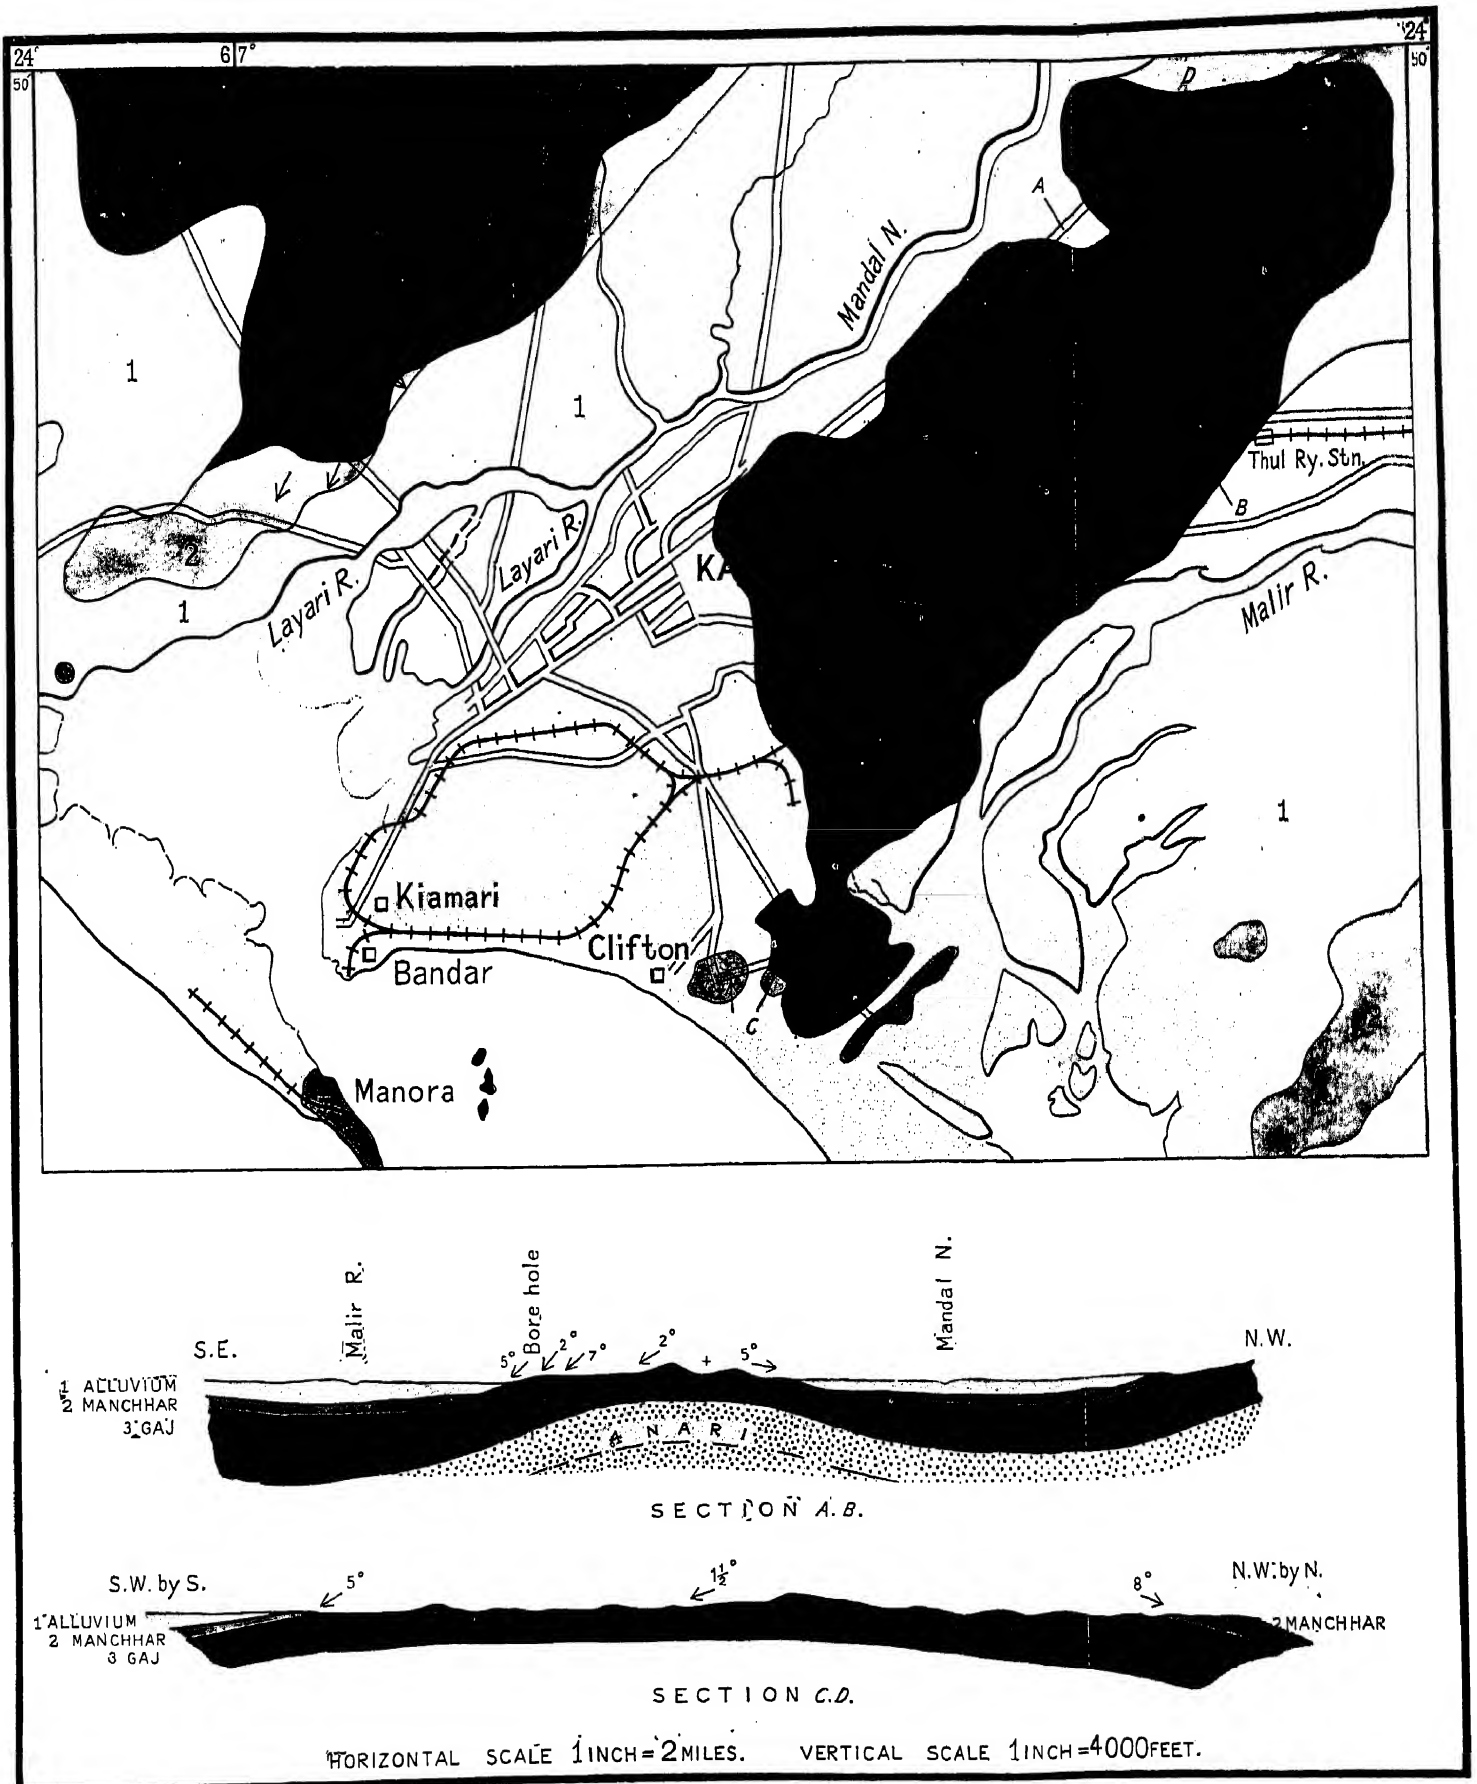 24°
67°
24°
50'
50'
D
A
Mandal N.
1
1
Thul Ry. Stn.
B
2
KA
Layari R.
Layari R.
1
Malir R.
1
Kiamari
Clifton
Bandar
C
Manora
Malir R.
Bore hole
Mandal N.
S.E.
5° 2° 7° 2° + 5°
N.W.
1 ALLUVIUM
2 MANCHHAR
3 GAJ
NARI
SECTION A.B.
S.W. by S.
5°
1½°
8°
N.W. by N.
1 ALLUVIUM
2 MANCHHAR
2 MANCHHAR
3 GAJ
SECTION C.D.
HORIZONTAL SCALE 1 INCH = 2 MILES. VERTICAL SCALE 1 INCH = 4000 FEET.